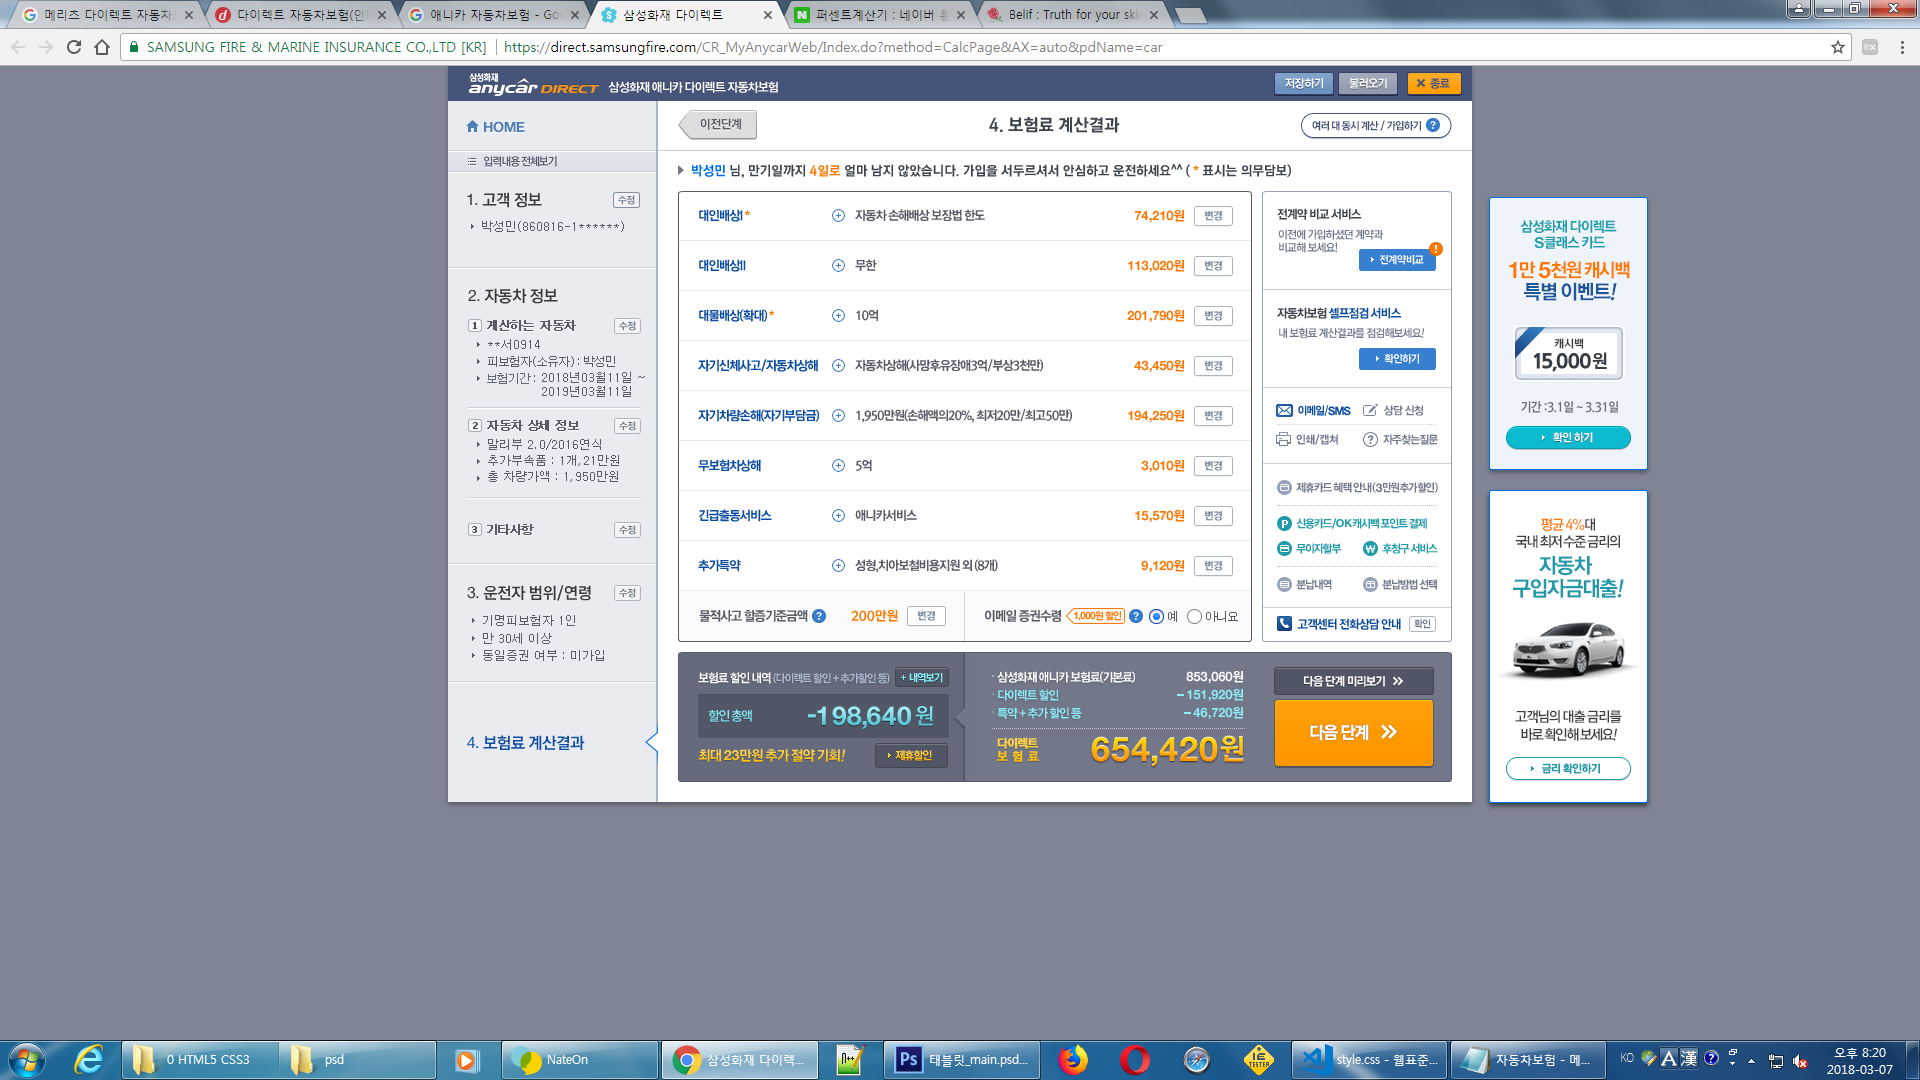 메리츠 다이렉트 자동차
다이렉트 자동차보험(인
애니카 자동차보험 - Go
삼성화재 다이렉트
퍼센트계산기 : 네이버 통
Belif : Truth for your ski
SAMSUNG FIRE & MARINE INSURANCE CO.,LTD [KR]
https://direct.samsungfire.com/CR_MyAnycarWeb/Index.do?method=CalcPage&AX=auto&pdName=car
삼성화재
anycar DIRECT 삼성화재 애니카 다이렉트 자동차보험
저장하기
불러오기
종료
HOME
입력내용 전체보기
1. 고객 정보
수정
박성민(860816-1******)
2. 자동차 정보
1 계산하는 자동차
수정
**서0914
피보험자(소유자): 박성민
보험기간: 2018년03월11일 ~
2019년03월11일
2 자동차 상세 정보
수정
말리부 2.0/2016연식
추가부속품 : 1개, 21만원
총 차량가액 : 1,950만원
3 기타사항
수정
3. 운전자 범위/연령
수정
기명피보험자 1인
만 30세 이상
동일증권 여부 : 미가입
4. 보험료 계산결과
이전단계
4. 보험료 계산결과
여러 대 동시 계산 / 가입하기 ?
박성민 님, 만기일까지 4일로 얼마 남지 않았습니다. 가입을 서두르셔서 안심하고 운전하세요^^ ( * 표시는 의무담보)
대인배상I *
자동차 손해배상 보장법 한도
74,210원
변경
대인배상II
무한
113,020원
변경
대물배상(확대) *
10억
201,790원
변경
자기신체사고/자동차상해
자동차상해(사망후유장애3억/부상3천만)
43,450원
변경
자기차량손해(자기부담금)
1,950만원(손해액의20%, 최저20만/최고50만)
194,250원
변경
무보험차상해
5억
3,010원
변경
긴급출동서비스
애니카서비스
15,570원
변경
추가특약
성형,치아보철비용지원 외 (8개)
9,120원
변경
물적사고 할증기준금액 ?
200만원
변경
이메일 증권수령
1,000원 할인
?
예
아니요
전계약 비교 서비스
이전에 가입하셨던 계약과
비교해 보세요!
전계약비교
!
자동차보험 셀프점검 서비스
내 보험료 계산결과를 점검해보세요!
확인하기
이메일/SMS
상담 신청
인쇄/캡쳐
자주찾는질문
제휴카드 혜택 안내(3만원추가할인)
신용카드/OK캐시백 포인트 결제
무이자할부
후청구 서비스
분납내역
분납방법 선택
고객센터 전화상담 안내
확인
보험료 할인 내역 (다이렉트 할인 + 추가할인 등)
+ 내역보기
할인 총액
-198,640 원
최대 23만원 추가 절약 기회!
제휴할인
삼성화재 애니카 보험료(기본료)
853,060원
다이렉트 할인
-151,920원
특약 + 추가 할인 등
-46,720원
다이렉트
보 험 료
654,420원
다음 단계 미리보기
다음 단계
삼성화재 다이렉트
S클래스 카드
1만 5천원 캐시백
특별 이벤트!
캐시백
15,000원
기간 :3.1일 ~ 3.31일
확인 하기
평균 4%대
국내 최저 수준 금리의
자동차
구입자금대출!
고객님의 대출 금리를
바로 확인해 보세요!
금리 확인하기
0 HTML5 CSS3
psd
NateOn
삼성화재 다이렉...
n++
Ps
태블릿_main.psd...
IE
TESTER
style.css - 웹표준...
자동차보험 - 메...
KO
A
漢
?
오후 8:20
2018-03-07